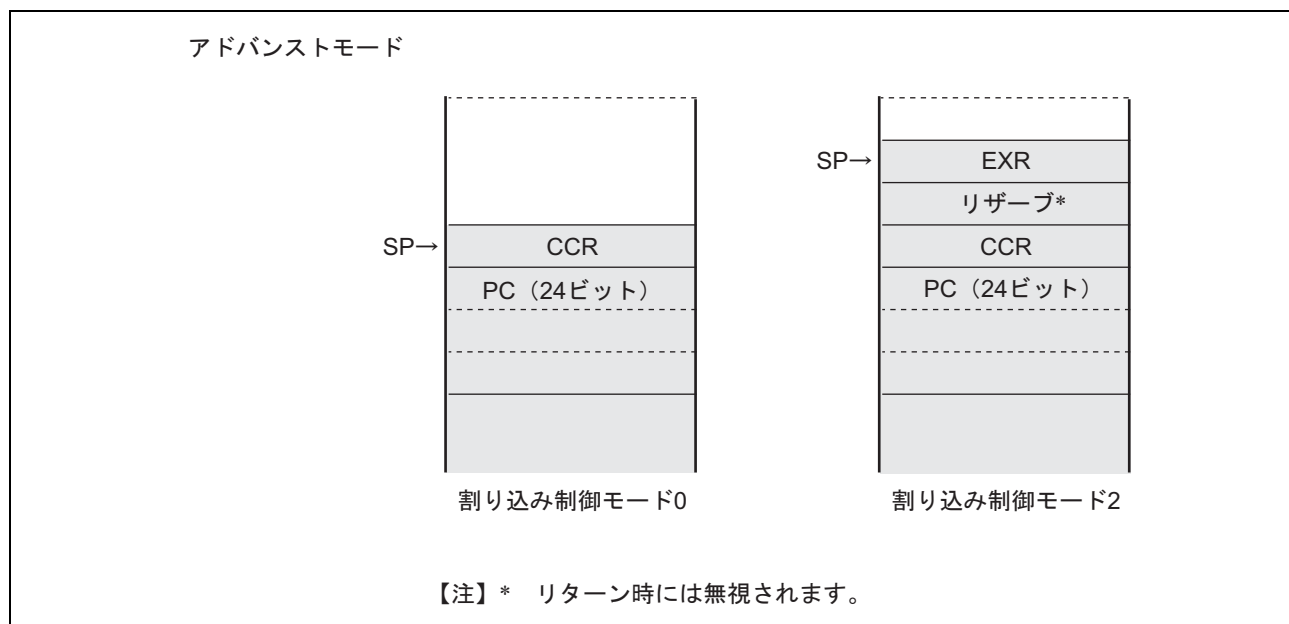 アドバンストモード
SP→
CCR
PC（24ビット）
割り込み制御モード0
SP→
EXR
リザーブ*
CCR
PC（24ビット）
割り込み制御モード2
【注】*　リターン時には無視されます。